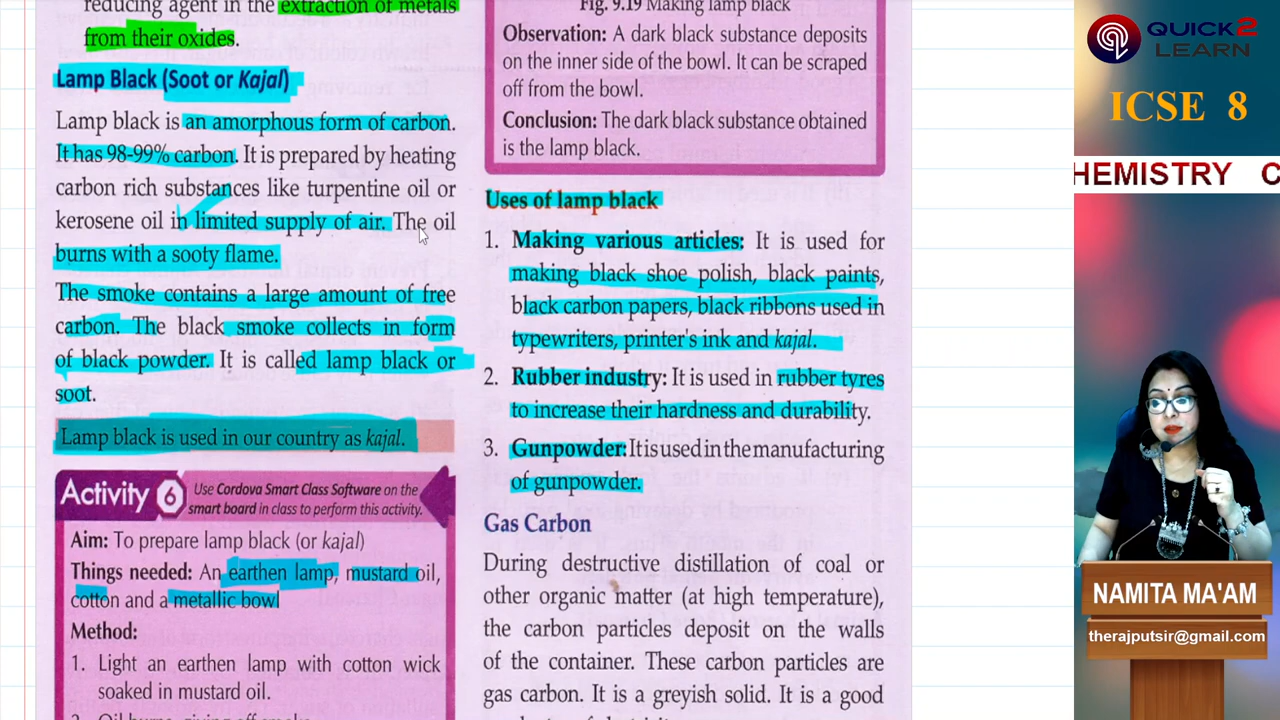 reducing agent in the extraction of metals
from their oxides.
Lamp Black (Soot or Kajal)
Lamp black is an amorphous form of carbon.
It has 98-99% carbon. It is prepared by heating
carbon rich substances like turpentine oil or
kerosene oil in limited supply of air. The oil
burns with a sooty flame.
The smoke contains a large amount of free
carbon. The black smoke collects in form
of black powder. It is called lamp black or
soot.
Lamp black is used in our country as kajal.
Activity 6
Use Cordova Smart Class Software on the
smart board in class to perform this activity.
Aim: To prepare lamp black (or kajal)
Things needed: An earthen lamp, mustard oil,
cotton and a metallic bowl
Method:
1. Light an earthen lamp with cotton wick
soaked in mustard oil.
2. Oil burns, giving off smoke.
Fig. 9.19 Making lamp black
Observation: A dark black substance deposits
on the inner side of the bowl. It can be scraped
off from the bowl.
Conclusion: The dark black substance obtained
is the lamp black.
Uses of lamp black
1. Making various articles: It is used for
making black shoe polish, black paints,
black carbon papers, black ribbons used in
typewriters, printer's ink and kajal.
2. Rubber industry: It is used in rubber tyres
to increase their hardness and durability.
3. Gunpowder: It is used in the manufacturing
of gunpowder.
Gas Carbon
During destructive distillation of coal or
other organic matter (at high temperature),
the carbon particles deposit on the walls
of the container. These carbon particles are
gas carbon. It is a greyish solid. It is a good
QUICK2
LEARN
ICSE 8
HEMISTRY C
NAMITA MA'AM
therajputsir@gmail.com